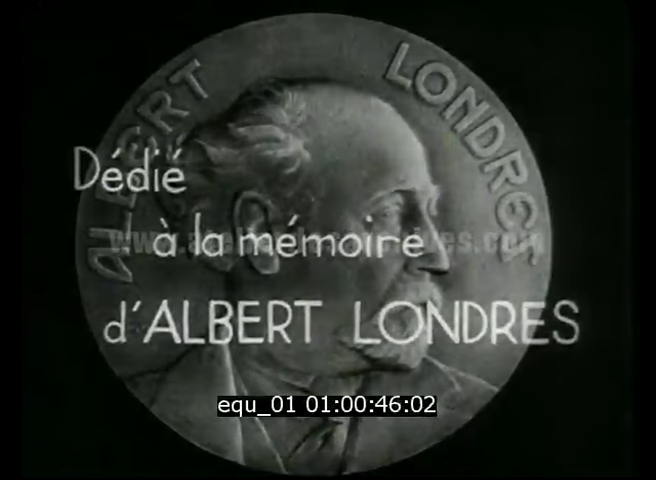 ALBERT LONDRES
Dédié
à la mémoire
d'ALBERT LONDRES
equ_01 01:00:46:02